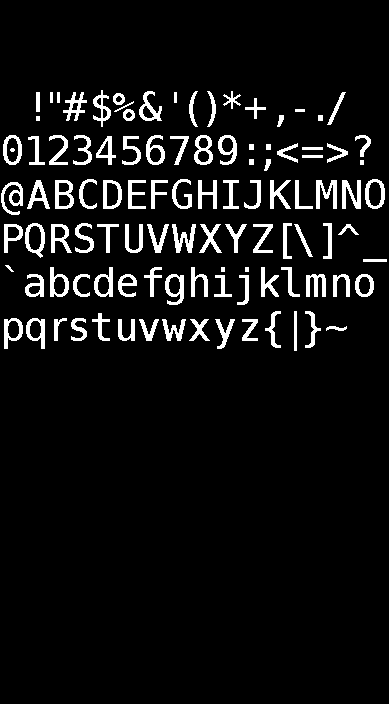 !"#$%&'()*+,-./
0123456789:;<=>?
@ABCDEFGHIJKLMNO
PQRSTUVWXYZ[\]^_
`abcdefghijklmno
pqrstuvwxyz{|}~